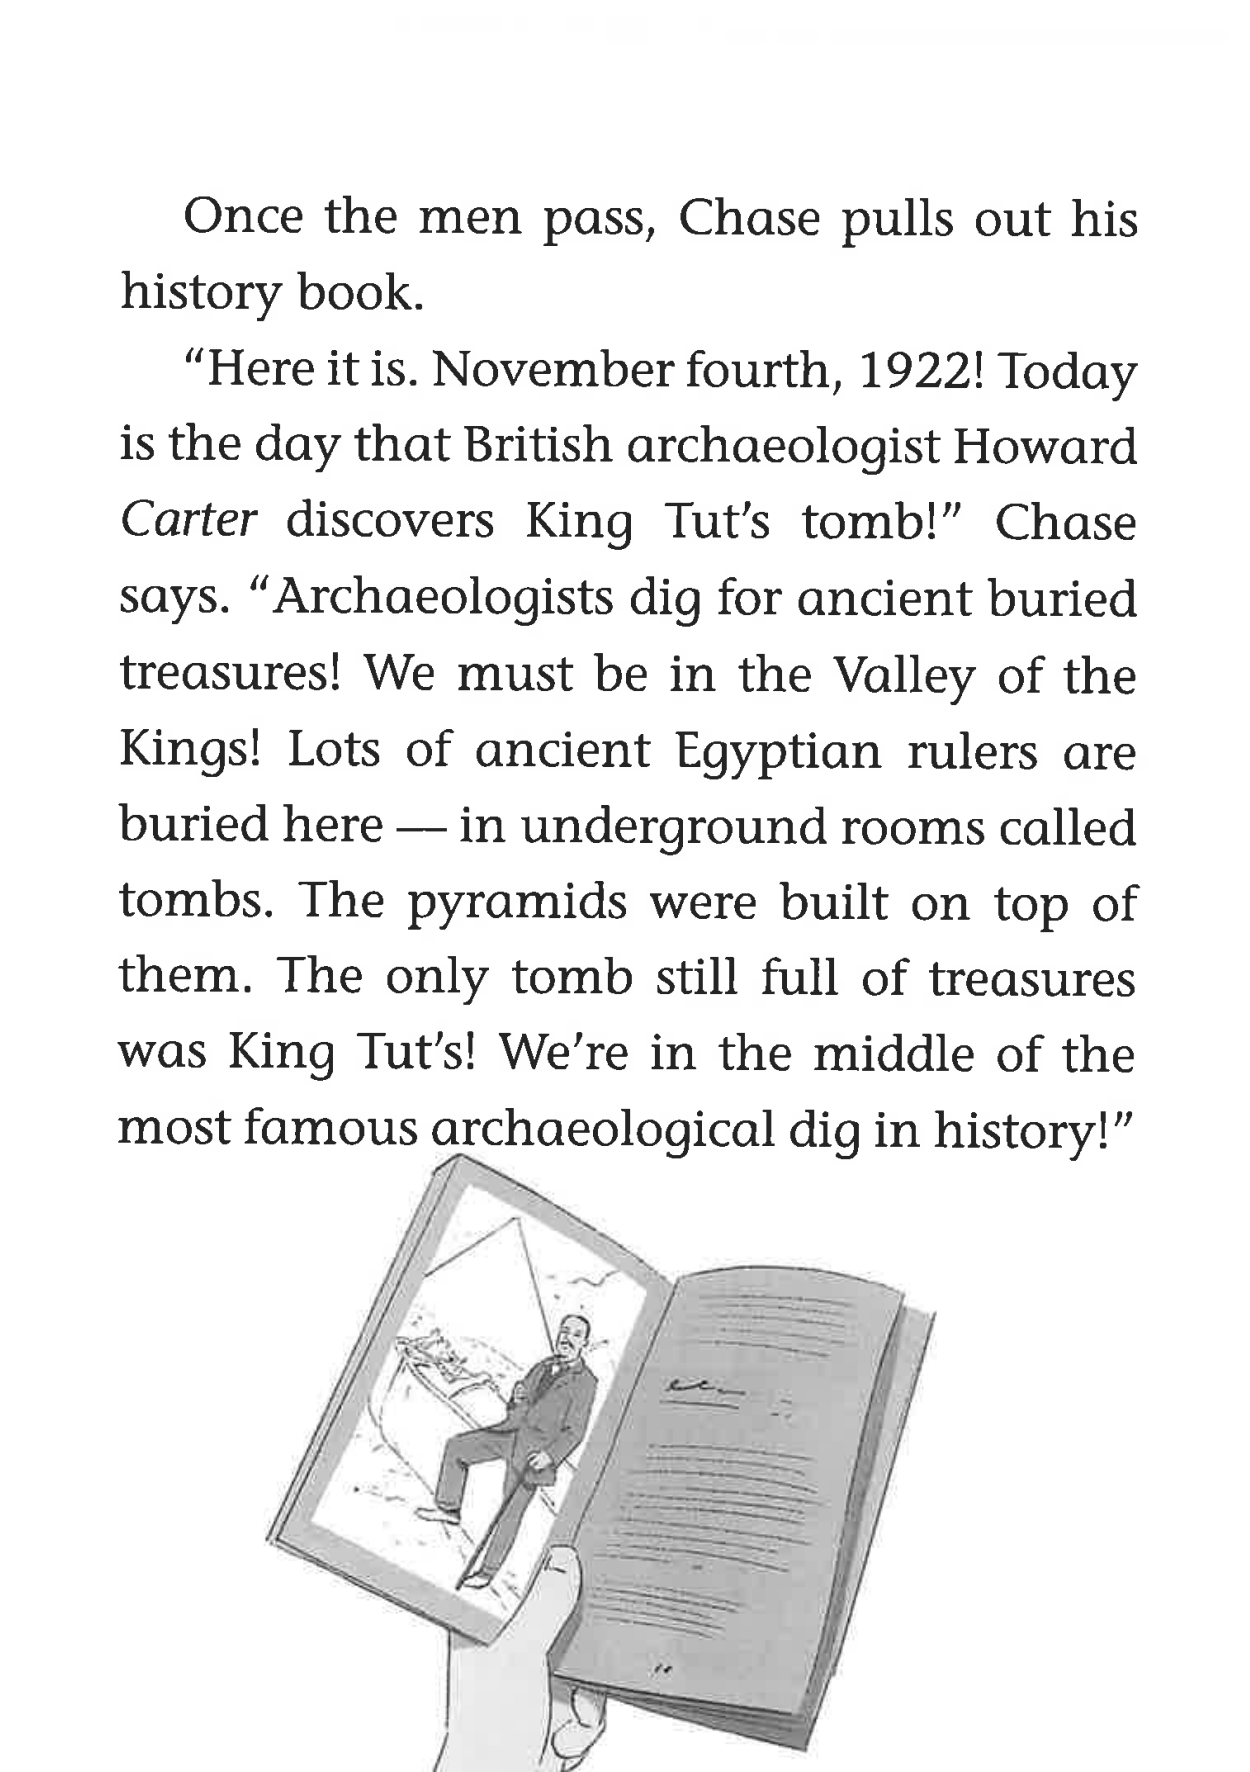 Once the men pass, Chase pulls out his
history book.
“Here it is. November fourth, 1922! Today
is the day that British archaeologist Howard
Carter discovers King Tut’s tomb!” Chase
says. “Archaeologists dig for ancient buried
treasures! We must be in the Valley of the
Kings! Lots of ancient Egyptian rulers are
buried here — in underground rooms called
tombs. The pyramids were built on top of
them. The only tomb still full of treasures
was King Tut’s! We’re in the middle of the
most famous archaeological dig in history!”